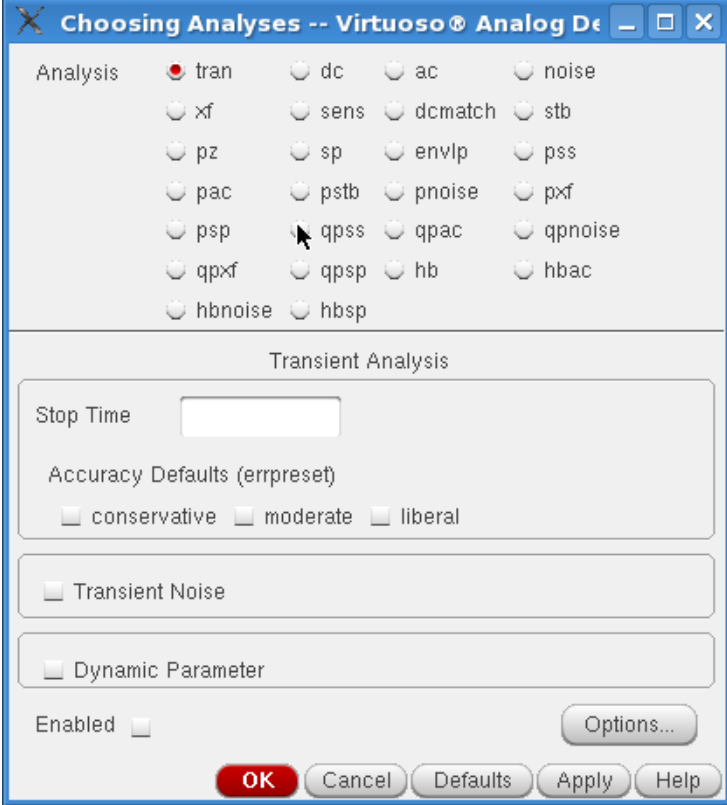 Choosing Analyses -- Virtuoso® Analog De
Analysis tran dc ac noise
xf sens dcmatch stb
pz sp envlp pss
pac pstb pnoise pxf
psp qpss qpac qpnoise
qpxf qpsp hb hbac
hbnoise hbsp
Transient Analysis
Stop Time
Accuracy Defaults (errpreset)
conservative moderate liberal
Transient Noise
Dynamic Parameter
Enabled Options...
OK Cancel Defaults Apply Help